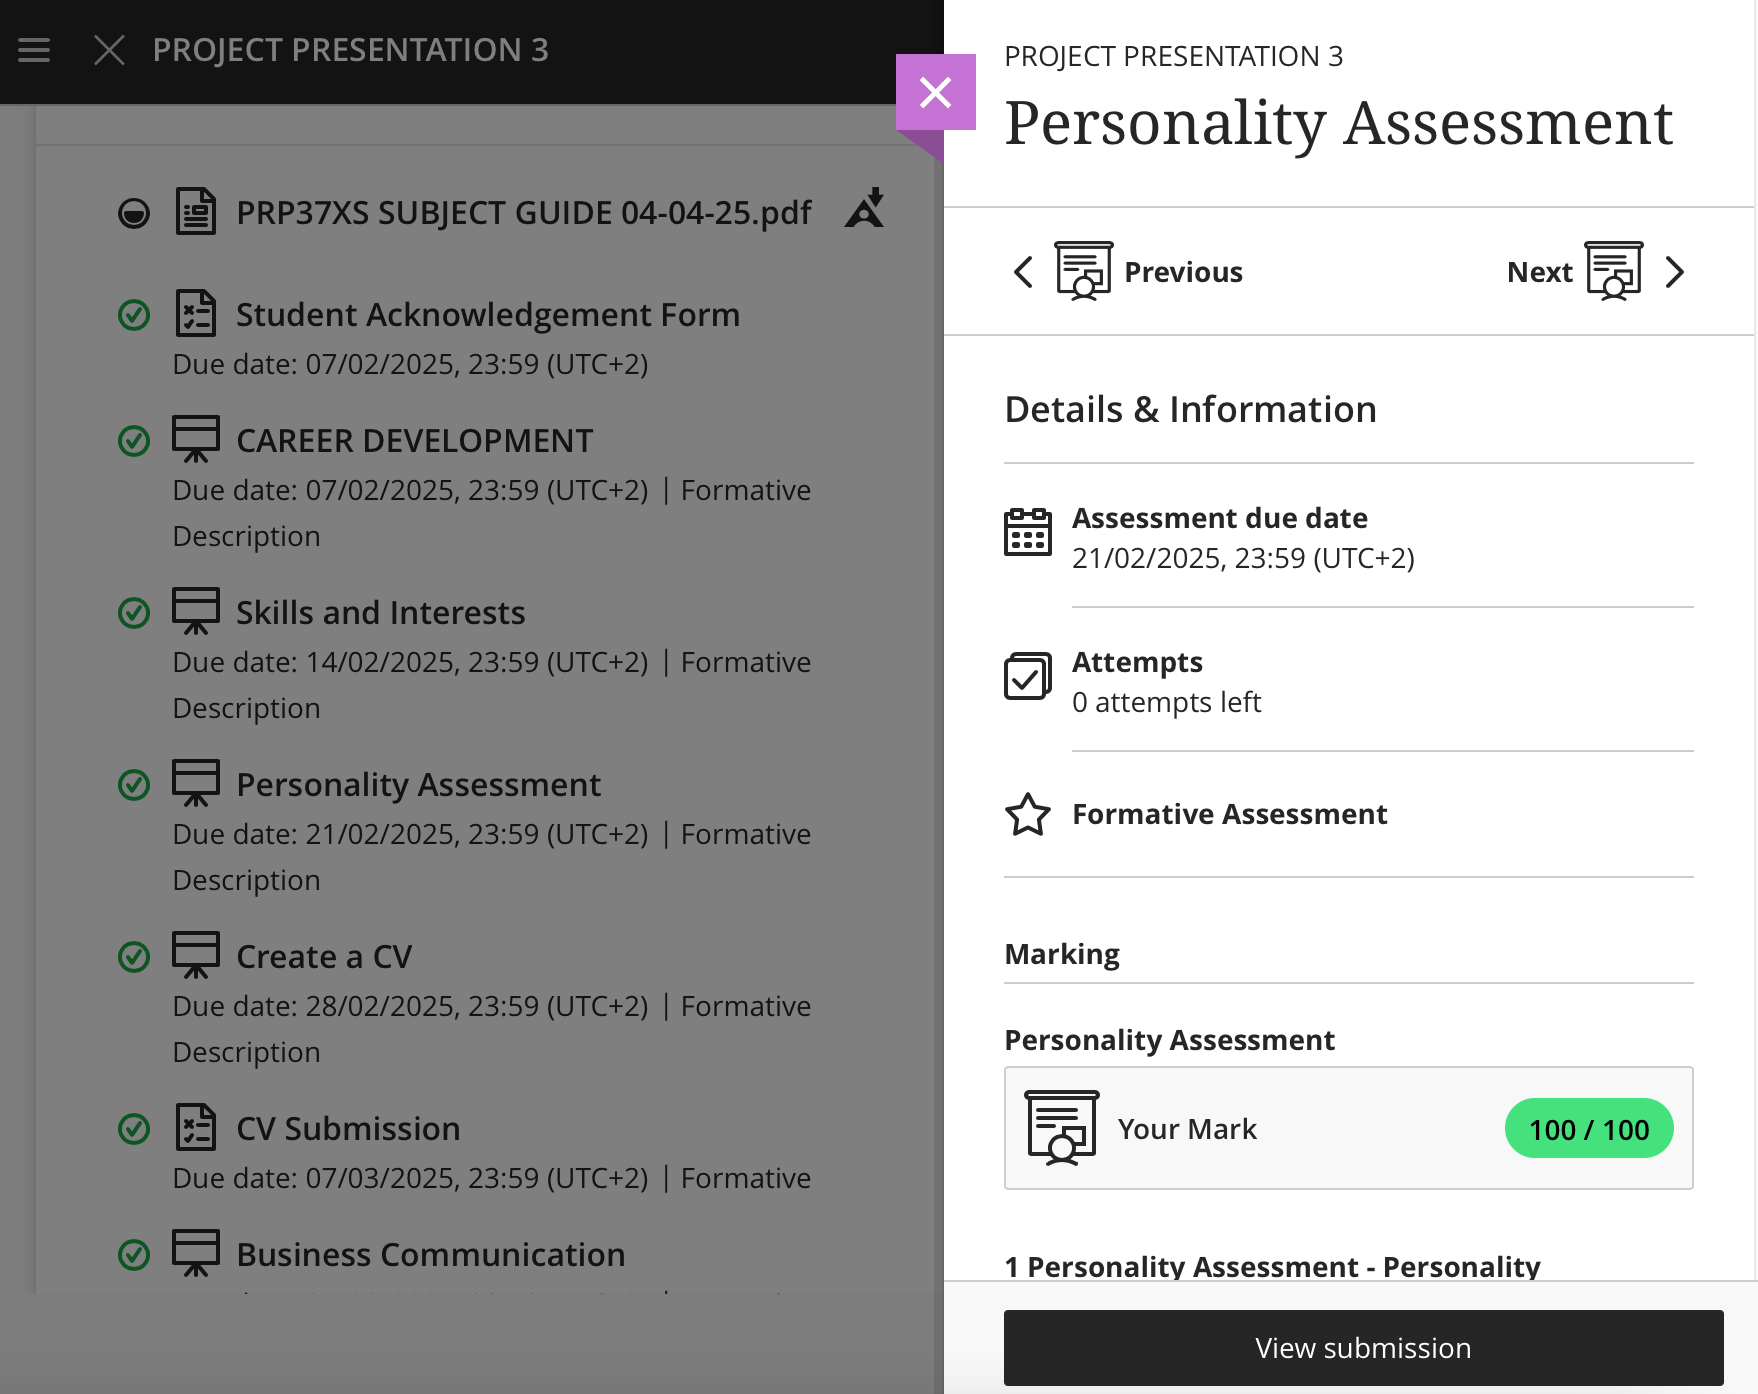 PROJECT PRESENTATION 3
PRP37XS SUBJECT GUIDE 04-04-25.pdf
Student Acknowledgement Form
Due date: 07/02/2025, 23:59 (UTC+2)
CAREER DEVELOPMENT
Due date: 07/02/2025, 23:59 (UTC+2) | Formative
Description
Skills and Interests
Due date: 14/02/2025, 23:59 (UTC+2) | Formative
Description
Personality Assessment
Due date: 21/02/2025, 23:59 (UTC+2) | Formative
Description
Create a CV
Due date: 28/02/2025, 23:59 (UTC+2) | Formative
Description
CV Submission
Due date: 07/03/2025, 23:59 (UTC+2) | Formative
Business Communication
PROJECT PRESENTATION 3
Personality Assessment
Previous
Next
Details & Information
Assessment due date
21/02/2025, 23:59 (UTC+2)
Attempts
0 attempts left
Formative Assessment
Marking
Personality Assessment
Your Mark
100 / 100
1 Personality Assessment - Personality
View submission